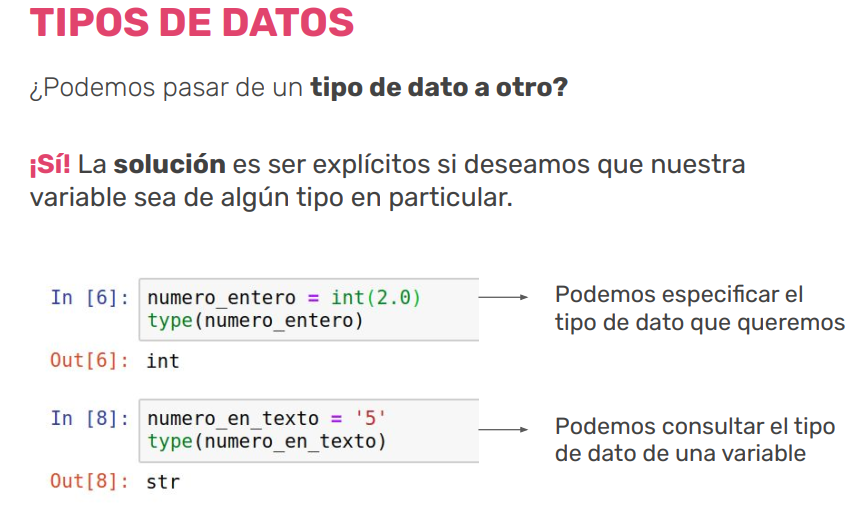 TIPOS DE DATOS
¿Podemos pasar de un tipo de dato a otro?
¡Sí! La solución es ser explícitos si deseamos que nuestra
variable sea de algún tipo en particular.
In [6]: numero_entero = int(2.0)
type(numero_entero)
Podemos especificar el
tipo de dato que queremos
Out[6]: int
In [8]: numero_en_texto = '5'
type(numero_en_texto)
Podemos consultar el tipo
de dato de una variable
Out[8]: str